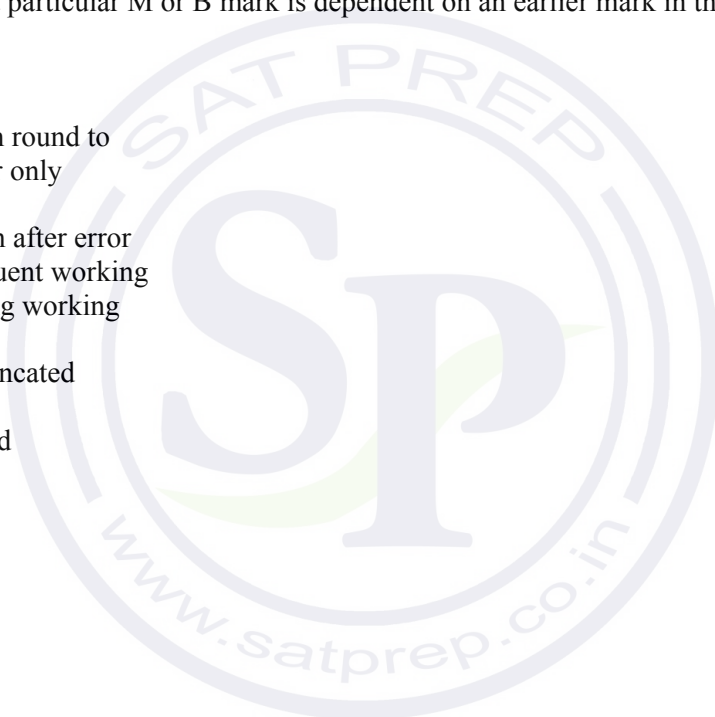 particular M or B mark is dependent on an earlier mark in th
n round to
r only
n after error
uent working
g working
ncated
d
SAT PREP
SP
www.satprep.co.in